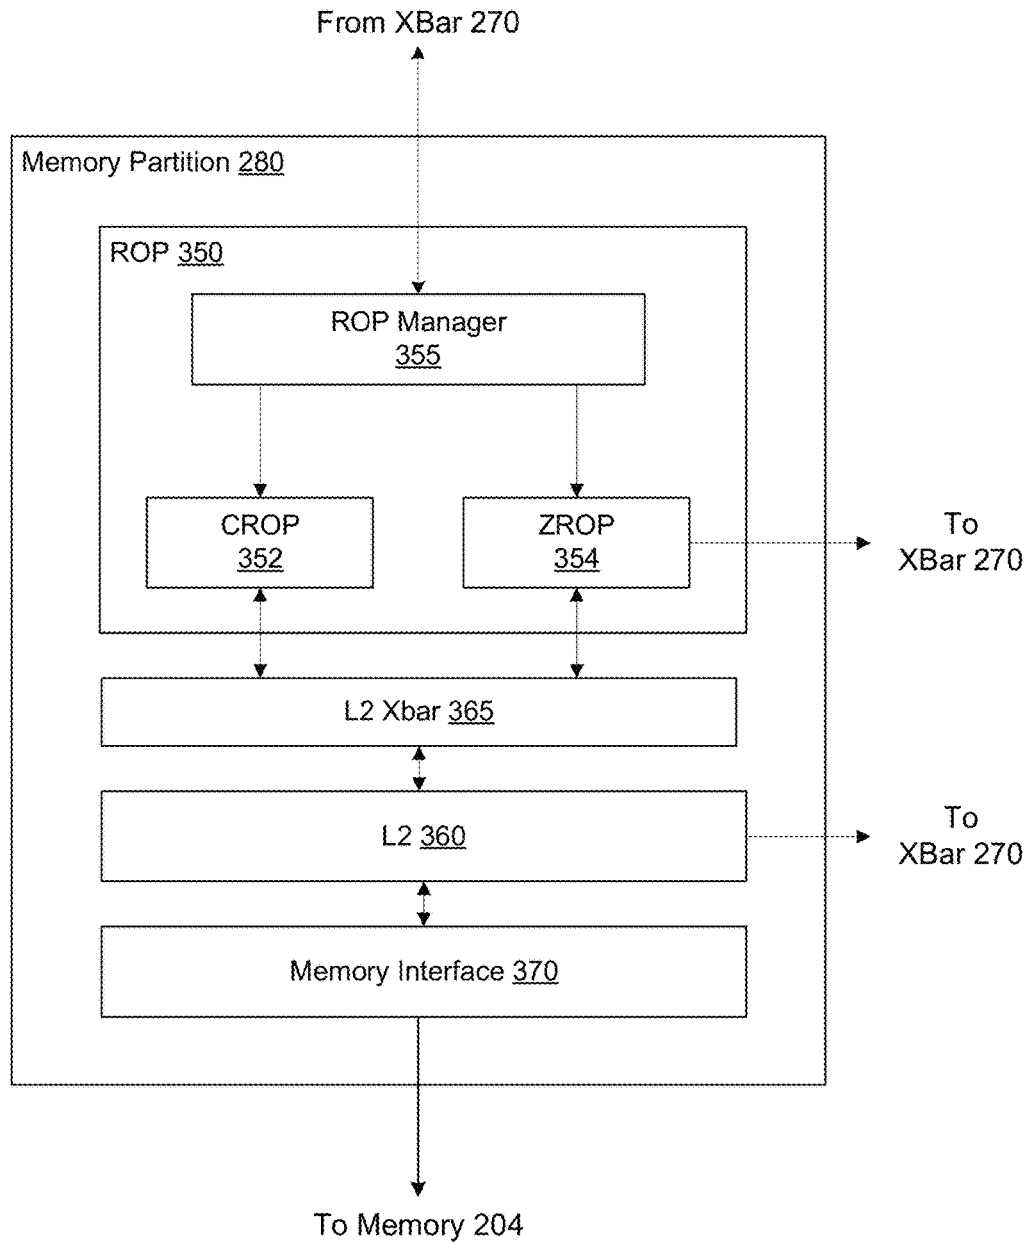 From XBar 270
Memory Partition 280
ROP 350
ROP Manager
355
CROP
352
ZROP
354
To
XBar 270
L2 Xbar 365
L2 360
To
XBar 270
Memory Interface 370
To Memory 204